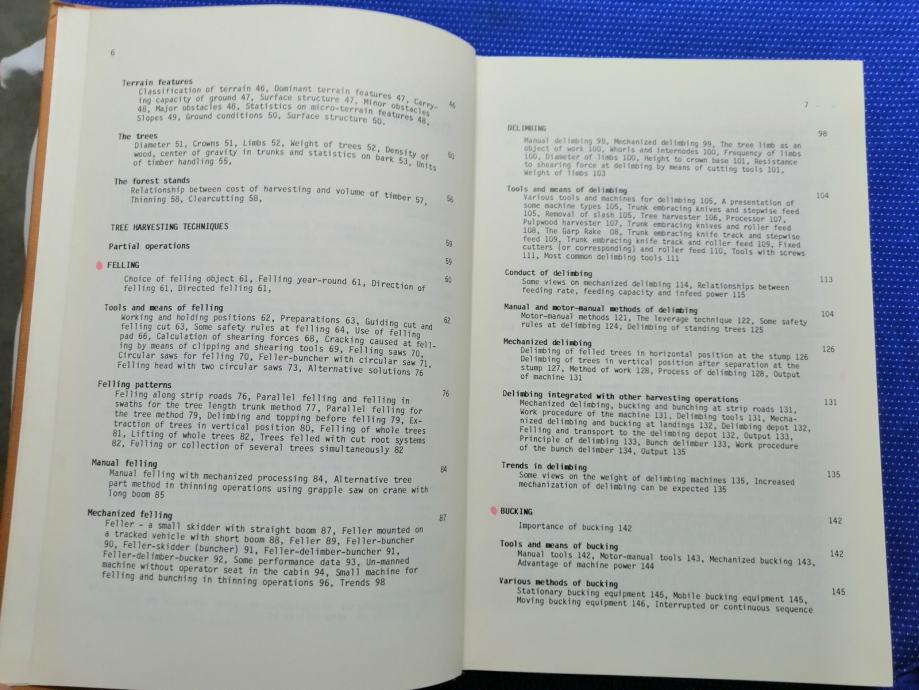 6
Terrain features
Classification of terrain 46, Dominant terrain features 47, Carry- 46
ing capacity of ground 47, Surface structure 47, Minor obstacles
48, Major obstacles 48, Statistics on micro-terrain features 48,
Slopes 49, Ground conditions 50, Surface structure 50.
The trees
Diameter 51, Crowns 51, Limbs 52, Weight of trees 52, Density of 50
wood, center of gravity in trunks and statistics on bark 53, Units
of timber handling 55,
The forest stands
Relationship between cost of harvesting and volume of timber 57, 56
Thinning 58, Clearcutting 58,
TREE HARVESTING TECHNIQUES
Partial operations 59
FELLING 59
Choice of felling object 61, Felling year-round 61, Direction of 60
felling 61, Directed felling 61,
Tools and means of felling 62
Working and holding positions 62, Preparations 63, Guiding cut and
felling cut 63, Some safety rules at felling 64, Use of felling
pad 66, Calculation of shearing forces 68, Cracking caused at fell-
ing by means of clipping and shearing tools 69, Felling saws 70,
Circular saws for felling 70, Feller-buncher with circular saw 71,
Felling head with two circular saws 73, Alternative solutions 76
Felling patterns 76
Felling along strip roads 76, Parallel felling and felling in
swaths for the tree length trunk method 77, Parallel felling for
the tree method 79, Delimbing and topping before felling 79, Ex-
traction of trees in vertical position 80, Felling of whole trees
81, Lifting of whole trees 82, Trees felled with cut root systems
82, Felling or collection of several trees simultaneously 82
Manual felling 84
Manual felling with mechanized processing 84, Alternative tree
part method in thinning operations using grapple saw on crane with
long boom 85
Mechanized felling 87
Feller - a small skidder with straight boom 87, Feller mounted on
a tracked vehicle with short boom 88, Feller 89, Feller-buncher
90, Feller-skidder (buncher) 91, Feller-delimber-buncher 91,
Feller-delimber-bucker 92, Some performance data 93, Un-manned
machine without operator seat in the cabin 94, Small machine for
felling and bunching in thinning operations 96, Trends 98
7
DELIMBING 98
Manual delimbing 98, Mechanized delimbing 99, The tree limb as an
object of work 100, Whorls and internodes 100, Frequency of limbs
100, Diameter of limbs 100, Height to crown base 101, Resistance
to shearing force at delimbing by means of cutting tools 101,
Weight of limbs 103
Tools and means of delimbing 104
Various tools and machines for delimbing 105, A presentation of
some machine types 105, Trunk embracing knives and stepwise feed
105, Removal of slash 105, Tree harvester 106, Processor 107,
Pulpwood harvester 107, Trunk embracing knives and roller feed
108, The Garp Rake 08, Trunk embracing knife track and stepwise
feed 109, Trunk embracing knife track and roller feed 109, Fixed
cutters (or corresponding) and roller feed 110, Tools with screws
111, Most common delimbing tools 111
Conduct of delimbing 113
Some views on mechanized delimbing 114, Relationships between
feeding rate, feeding capacity and infeed power 115
Manual and motor-manual methods of delimbing 104
Motor-manual methods 121, The leverage technique 122, Some safety
rules at delimbing 124, Delimbing of standing trees 125
Mechanized delimbing 126
Delimbing of felled trees in horizontal position at the stump 126
Delimbing of trees in vertical position after separation at the
stump 127, Method of work 128, Process of delimbing 128, Output
of machine 131
Delimbing integrated with other harvesting operations 131
Mechanized delimbing, bucking and bunching at strip roads 131,
Work procedure of the machine 131, Delimbing tools 131, Mecha-
nized delimbing and bucking at landings 132, Delimbing depot 132,
Felling and transport to the delimbing depot 132, Output 133,
Principle of delimbing 133, Bunch delimber 133, Work procedure
of the bunch delimber 134, Output 135
Trends in delimbing 135
Some views on the weight of delimbing machines 135, Increased
mechanization of delimbing can be expected 135
BUCKING 142
Importance of bucking 142
Tools and means of bucking 142
Manual tools 142, Motor-manual tools 143, Mechanized bucking 143,
Advantage of machine power 144
Various methods of bucking 145
Stationary bucking equipment 145, Mobile bucking equipment 145,
Moving bucking equipment 146, Interrupted or continuous sequence